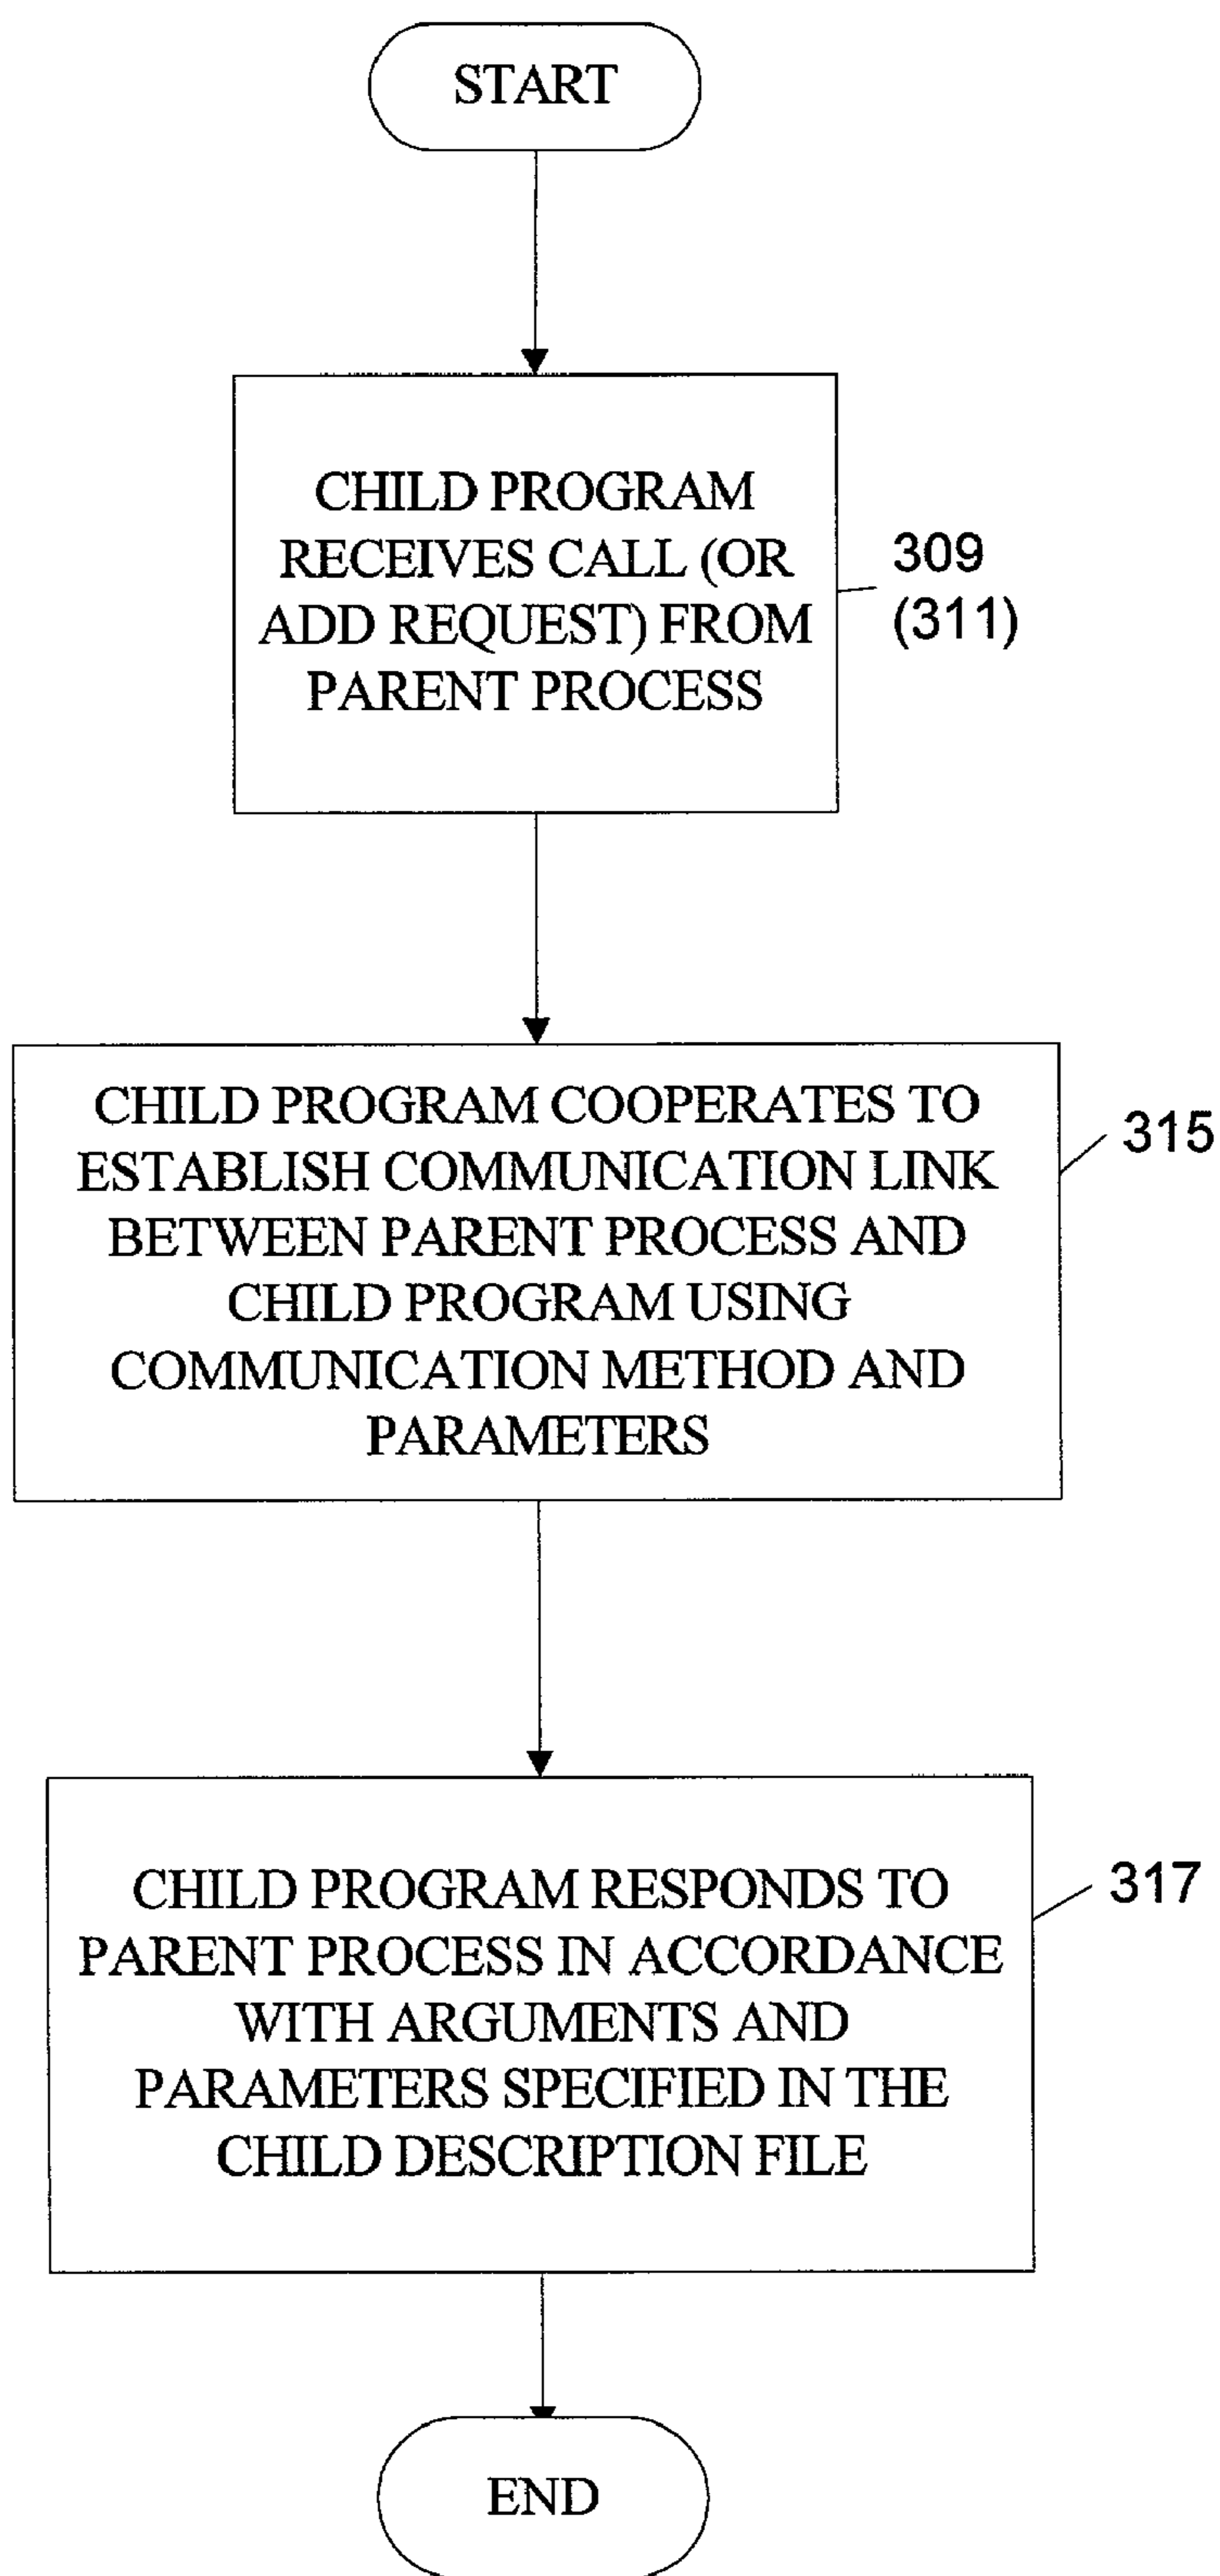 START
CHILD PROGRAM
RECEIVES CALL (OR
ADD REQUEST) FROM
PARENT PROCESS
309
(311)
CHILD PROGRAM COOPERATES TO
ESTABLISH COMMUNICATION LINK
BETWEEN PARENT PROCESS AND
CHILD PROGRAM USING
COMMUNICATION METHOD AND
PARAMETERS
315
CHILD PROGRAM RESPONDS TO
PARENT PROCESS IN ACCORDANCE
WITH ARGUMENTS AND
PARAMETERS SPECIFIED IN THE
CHILD DESCRIPTION FILE
317
END